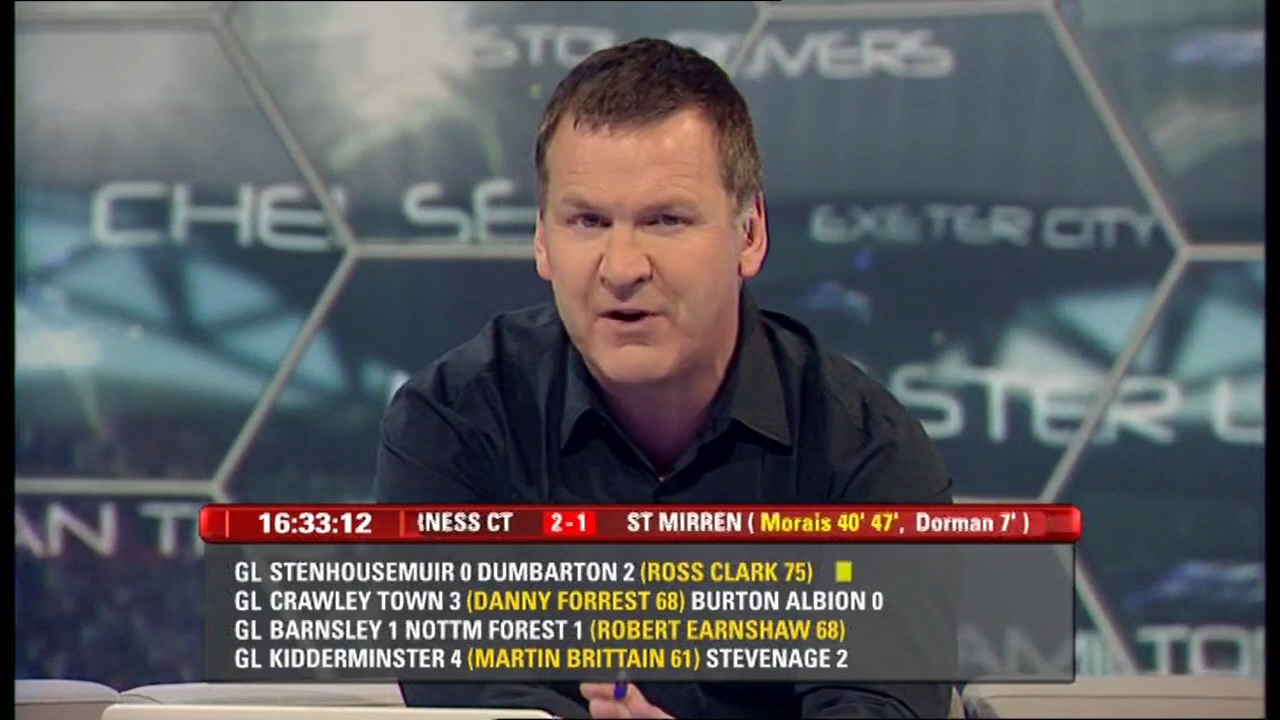 CHELSE
EXETER CITY
16:33:12 RNESS CT 2-1 ST MIRREN ( Morais 40' 47', Dorman 7' )
GL STENHOUSEMUIR 0 DUMBARTON 2 (ROSS CLARK 75)
GL CRAWLEY TOWN 3 (DANNY FORREST 68) BURTON ALBION 0
GL BARNSLEY 1 NOTTM FOREST 1 (ROBERT EARNSHAW 68)
GL KIDDERMINSTER 4 (MARTIN BRITTAIN 61) STEVENAGE 2